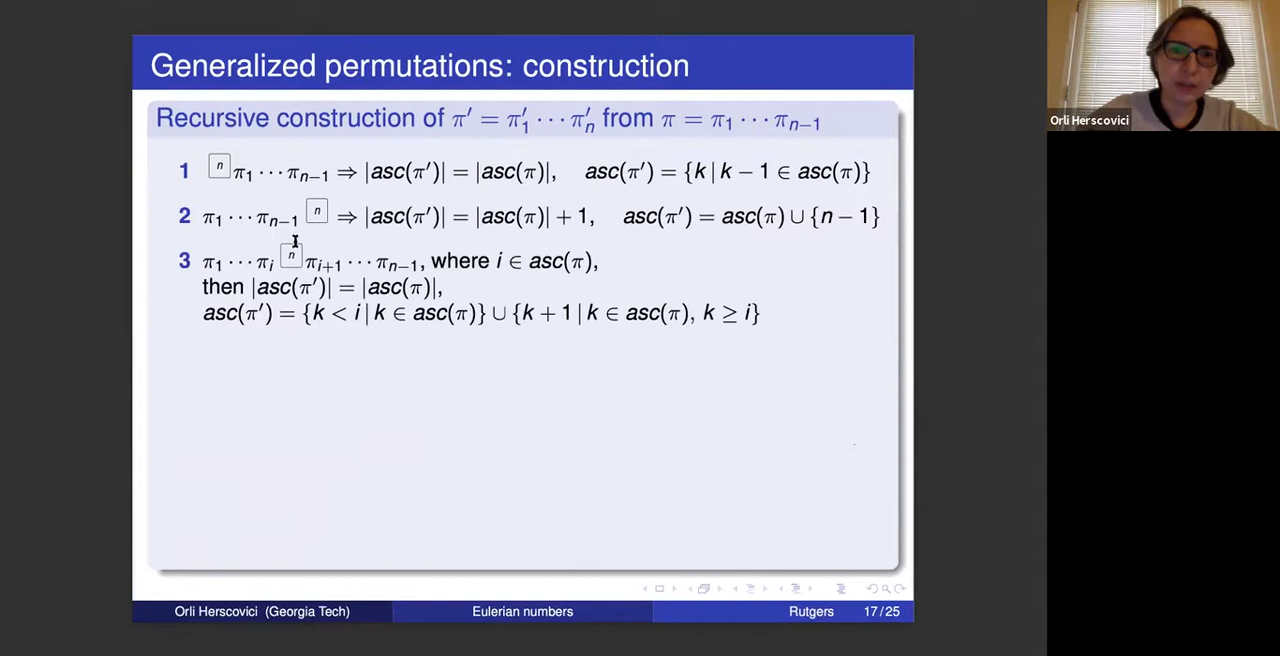 Generalized permutations: construction
Recursive construction of π′ = π′₁ ⋯ π′ₙ from π = π₁ ⋯ πₙ₋₁
1 n π₁ ⋯ πₙ₋₁ ⇒ |asc(π′)| = |asc(π)|, asc(π′) = {k | k − 1 ∈ asc(π)}
2 π₁ ⋯ πₙ₋₁ n ⇒ |asc(π′)| = |asc(π)| + 1, asc(π′) = asc(π) ∪ {n − 1}
3 π₁ ⋯ πᵢ n πᵢ₊₁ ⋯ πₙ₋₁, where i ∈ asc(π),
then |asc(π′)| = |asc(π)|,
asc(π′) = {k < i | k ∈ asc(π)} ∪ {k + 1 | k ∈ asc(π), k ≥ i}
Orli Herscovici (Georgia Tech) Eulerian numbers Rutgers 17 / 25
Orli Herscovici